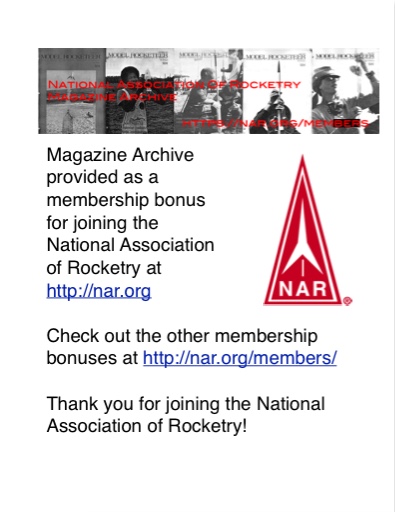 MODEL ROCKETRY MODEL ROCKETRY MODEL ROCKETRY MODEL ROCKETRY
National Association Of Rocketry
Magazine Archive
https://nar.org/members
Magazine Archive
provided as a
membership bonus
for joining the
National Association
of Rocketry at
http://nar.org
NAR®
Check out the other membership
bonuses at http://nar.org/members/
Thank you for joining the National
Association of Rocketry!